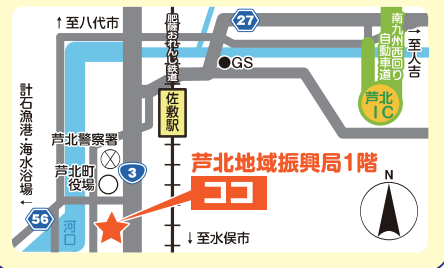 ↑至八代市
肥薩おれんじ鉄道
27
南九州西回り
自動車道
→至人吉
GS
芦北
IC
佐敷駅
計石漁港・海水浴場←
芦北警察署
芦北町
役場
3
芦北地域振興局1階
ココ
N
56
河口
↓至水俣市